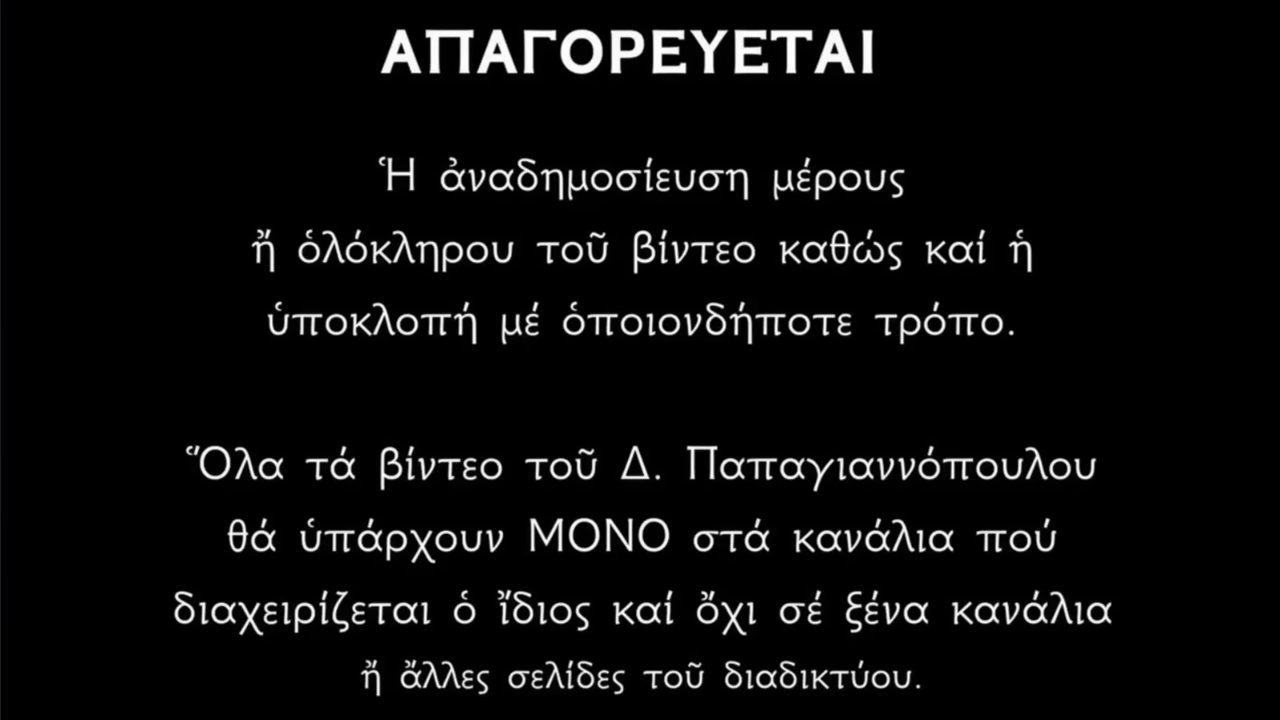 ΑΠΑΓΟΡΕΥΕΤΑΙ
Ἡ ἀναδημοσίευση μέρους
ἤ ὁλόκληρου τοῦ βίντεο καθώς καί ἡ
ὑποκλοπή μέ ὁποιονδήποτε τρόπο.
Ὅλα τά βίντεο τοῦ Δ. Παπαγιαννόπουλου
θά ὑπάρχουν ΜΟΝΟ στά κανάλια πού
διαχειρίζεται ὁ ἴδιος καί ὄχι σέ ξένα κανάλια
ἤ ἄλλες σελίδες τοῦ διαδικτύου.